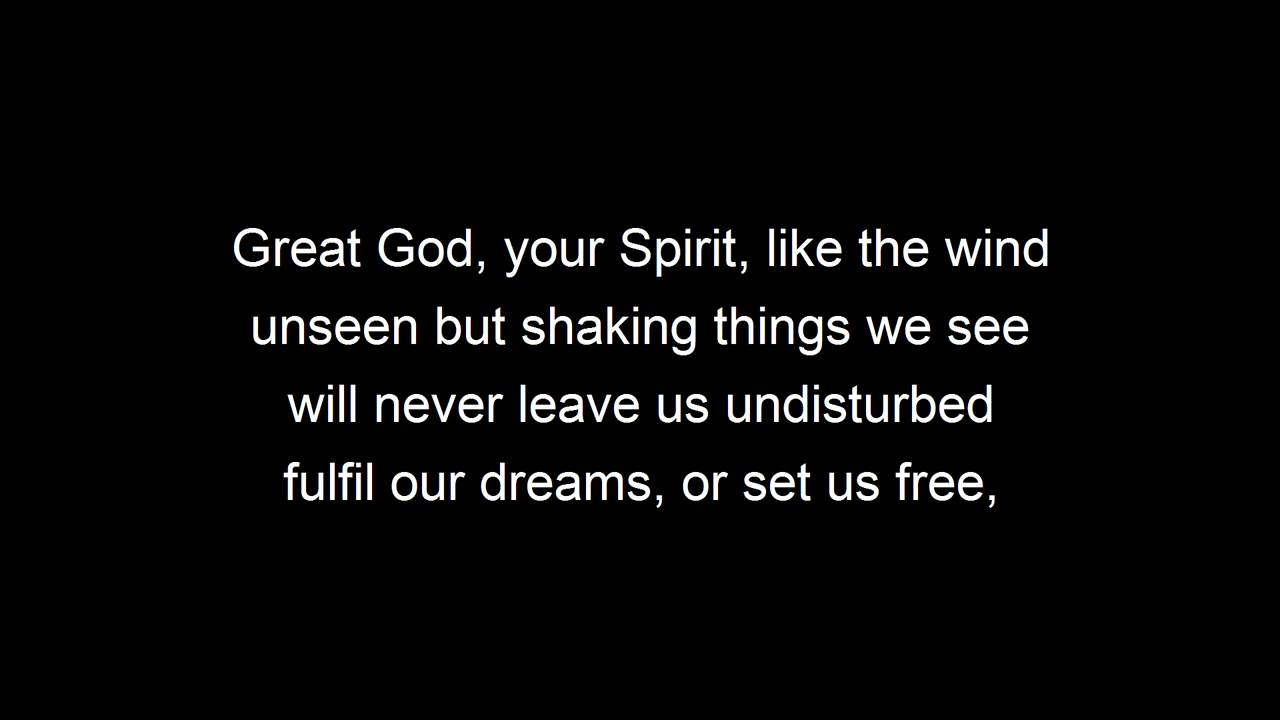 Great God, your Spirit, like the wind
unseen but shaking things we see
will never leave us undisturbed
fulfil our dreams, or set us free,